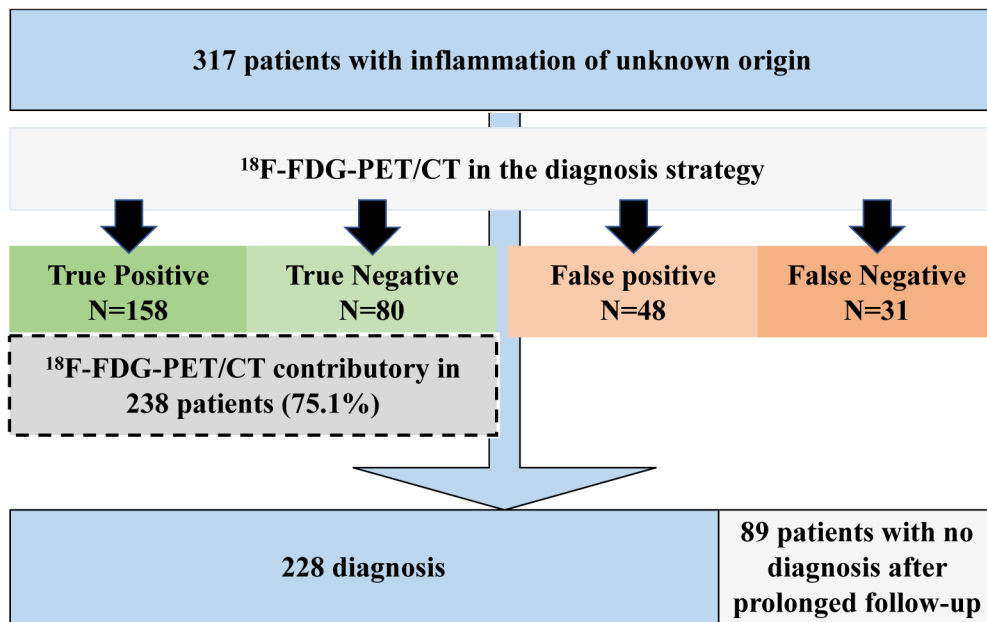 317 patients with inflammation of unknown origin
¹⁸F-FDG-PET/CT in the diagnosis strategy
True Positive
N=158
True Negative
N=80
False positive
N=48
False Negative
N=31
¹⁸F-FDG-PET/CT contributory in
238 patients (75.1%)
228 diagnosis
89 patients with no
diagnosis after
prolonged follow-up